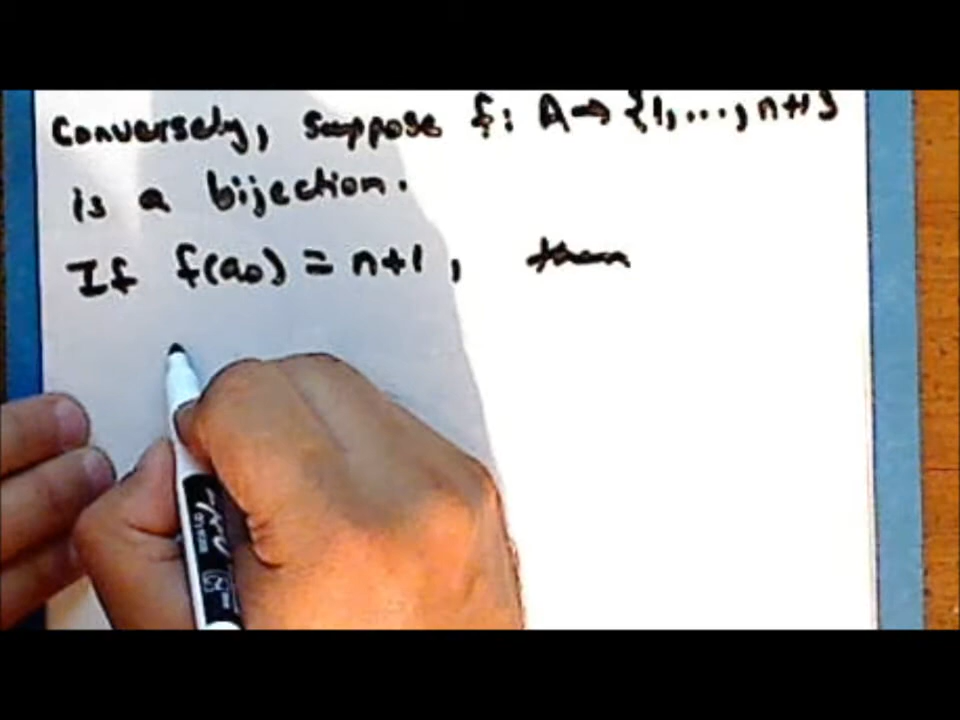 Conversely, suppose f: A → {1,...,n+1}
is a bijection.
If f(a₀) = n+1, then